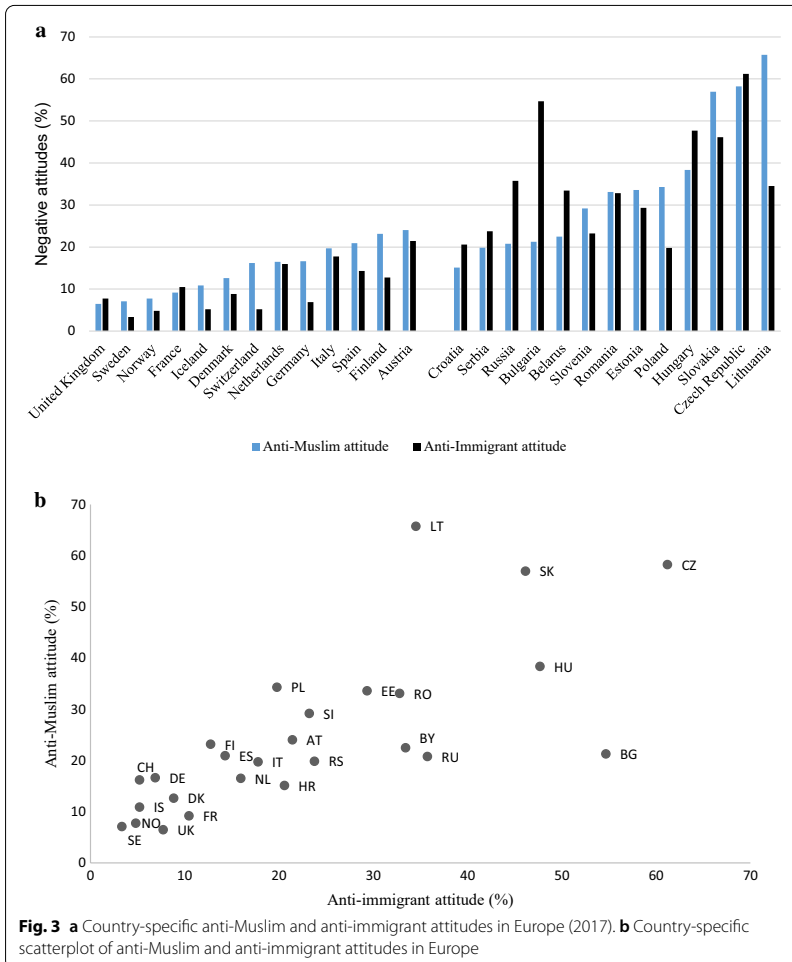 a
Negative attitudes (%)
70
60
50
40
30
20
10
0
United Kingdom
Sweden
Norway
France
Iceland
Denmark
Switzerland
Netherlands
Germany
Italy
Spain
Finland
Austria
Croatia
Serbia
Russia
Bulgaria
Belarus
Slovenia
Romania
Estonia
Poland
Hungary
Slovakia
Czech Republic
Lithuania
Anti-Muslim attitude Anti-Immigrant attitude
b
Anti-Muslim attitude (%)
70
60
50
40
30
20
10
0
LT
SK
CZ
HU
PL
EE
RO
SI
FI
AT
BY
ES
IT
RS
RU
BG
CH
DE
NL
HR
IS
DK
NO
FR
SE
UK
0 10 20 30 40 50 60 70
Anti-immigrant attitude (%)
Fig. 3 a Country-specific anti-Muslim and anti-immigrant attitudes in Europe (2017). b Country-specific
scatterplot of anti-Muslim and anti-immigrant attitudes in Europe